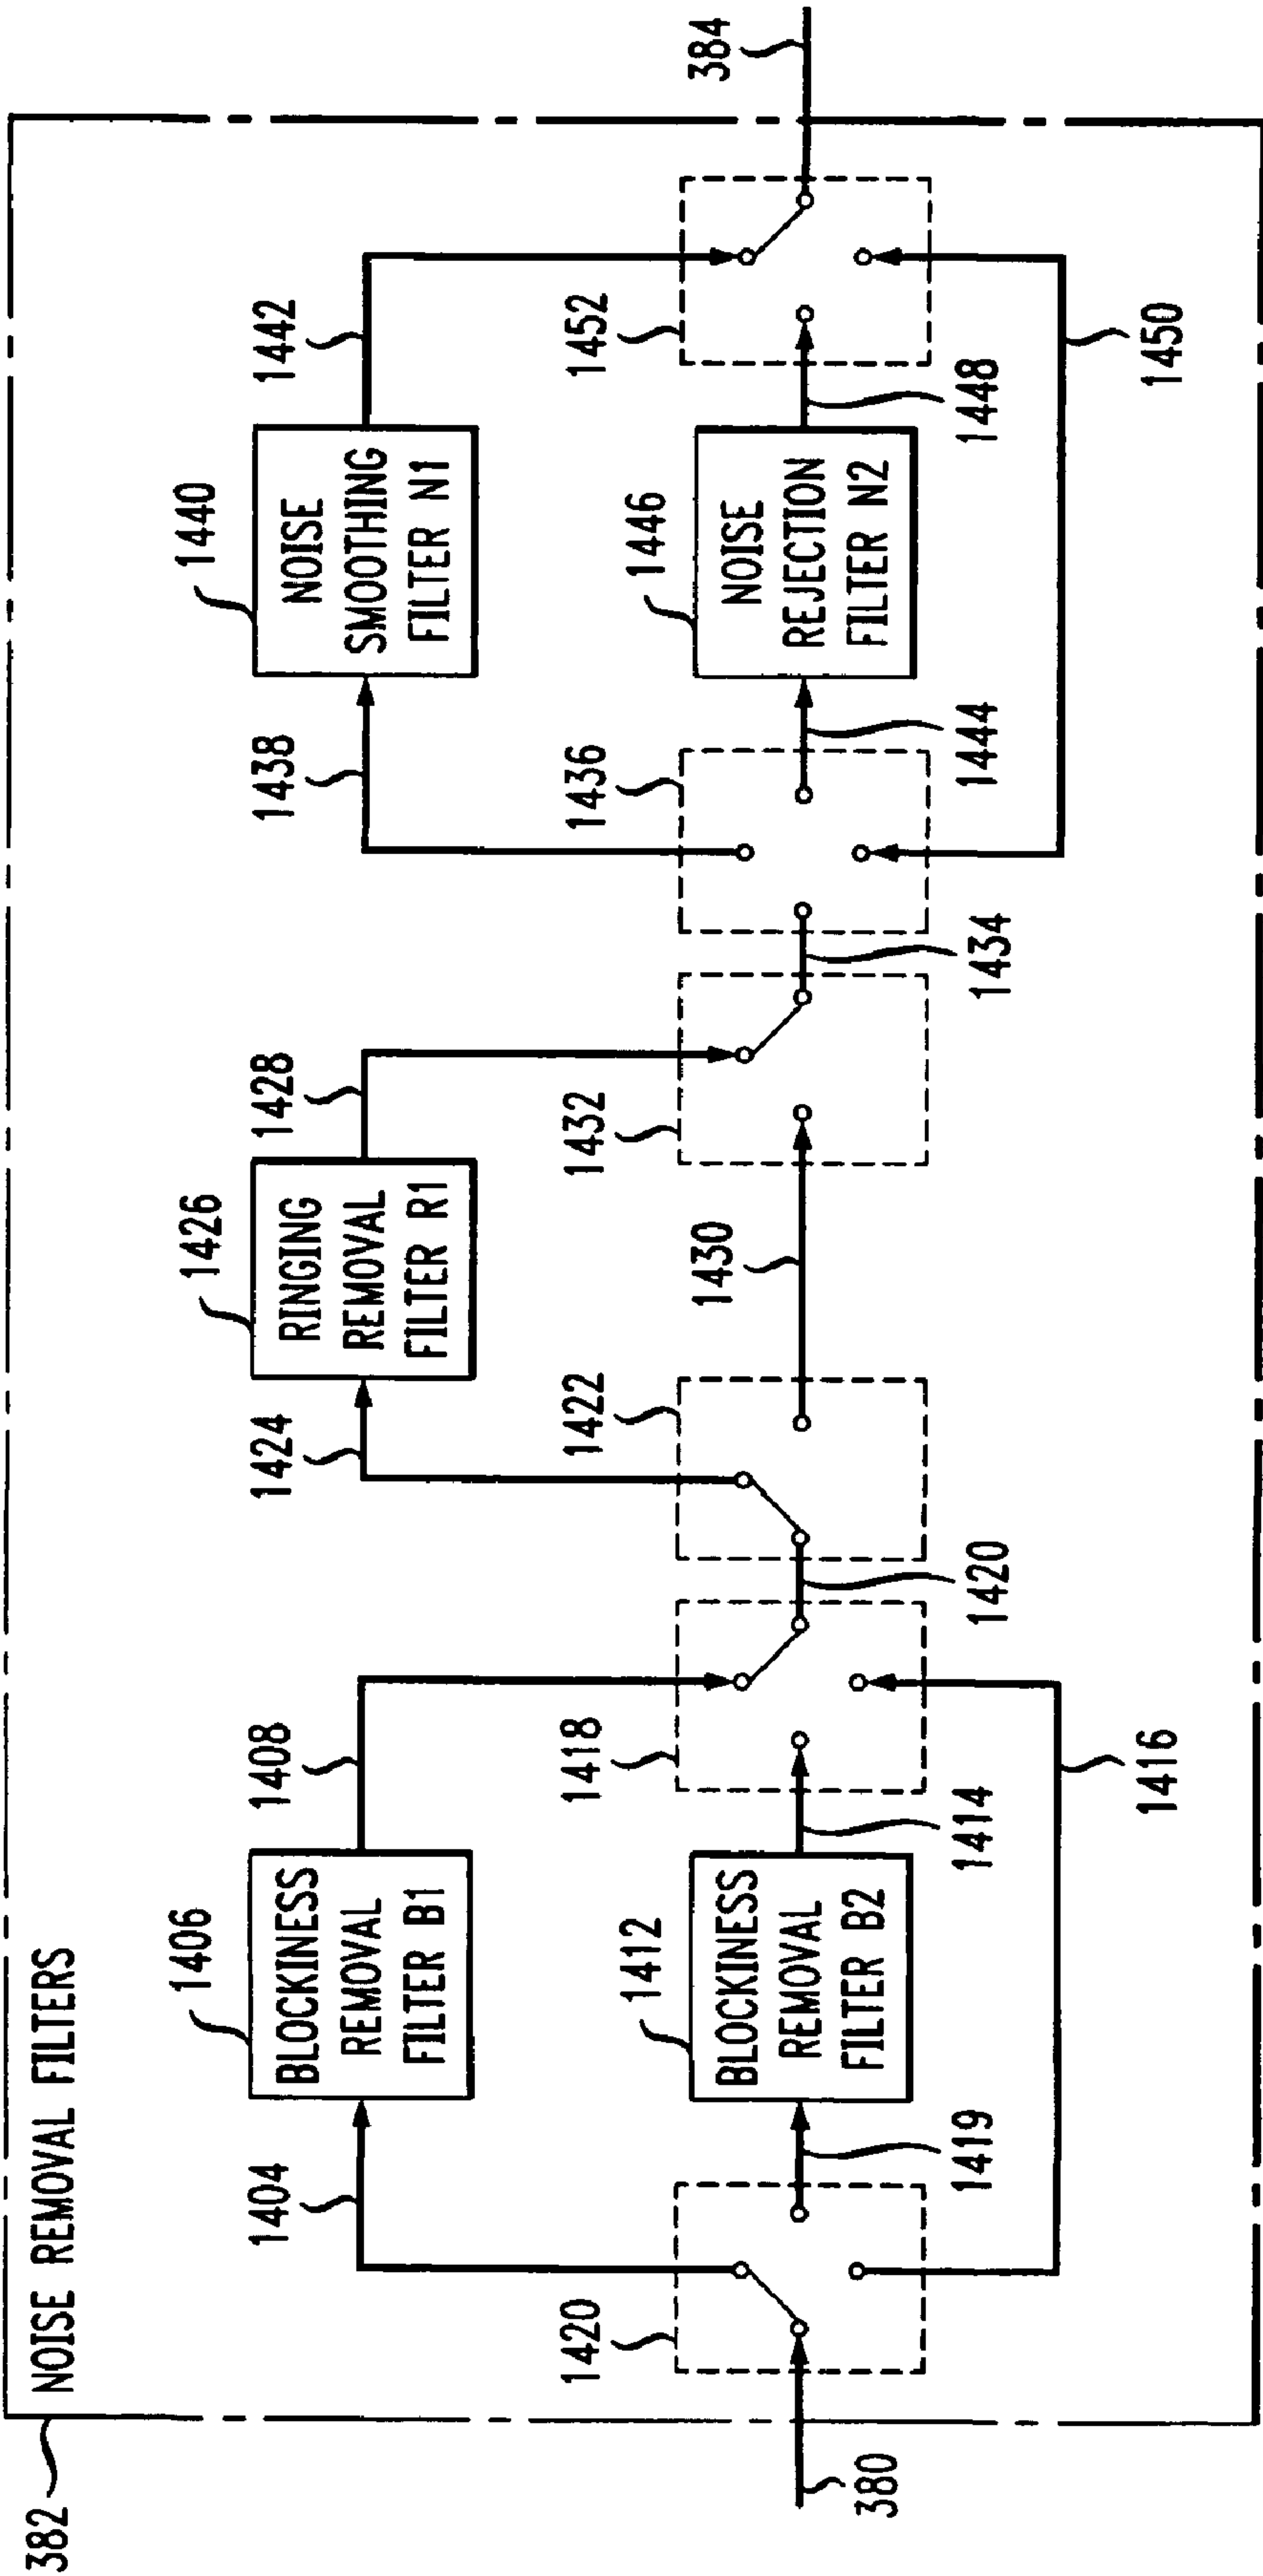 382
NOISE REMOVAL FILTERS
380
1420
1404
1406
BLOCKINESS
REMOVAL
FILTER B1
1408
1419
1412
BLOCKINESS
REMOVAL
FILTER B2
1414
1416
1418
1420
1422
1424
1426
RINGING
REMOVAL
FILTER R1
1428
1430
1432
1434
1436
1438
1440
NOISE
SMOOTHING
FILTER N1
1442
1444
1446
NOISE
REJECTION
FILTER N2
1448
1450
1452
384